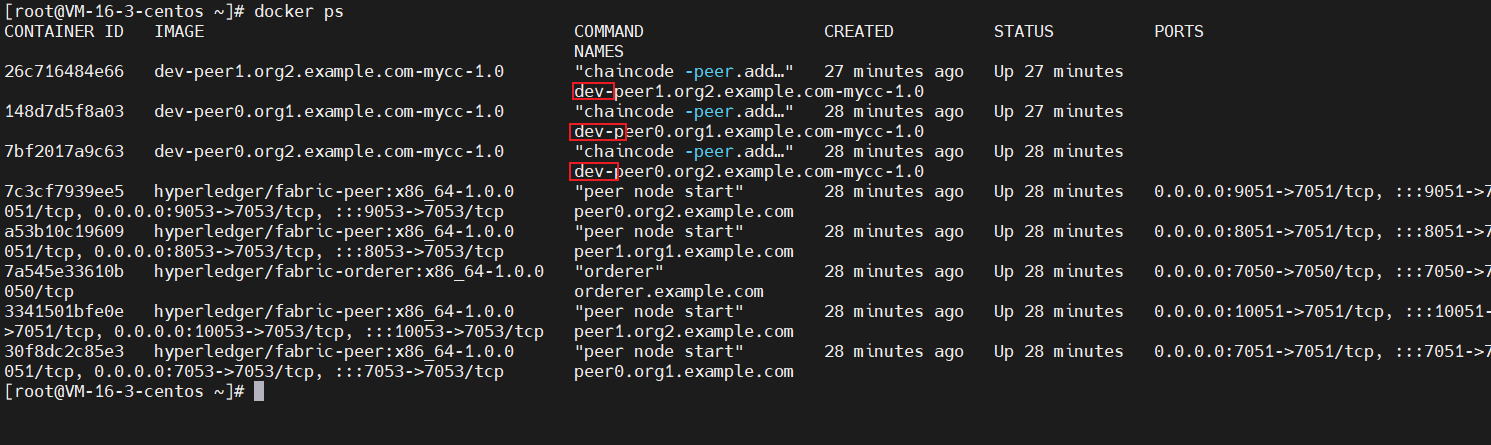 [root@VM-16-3-centos ~]# docker ps
CONTAINER ID   IMAGE                                     COMMAND                  CREATED          STATUS          PORTS
                                                         NAMES
26c716484e66   dev-peer1.org2.example.com-mycc-1.0       "chaincode -peer.add…"   27 minutes ago   Up 27 minutes
                                                         dev-peer1.org2.example.com-mycc-1.0
148d7d5f8a03   dev-peer0.org1.example.com-mycc-1.0       "chaincode -peer.add…"   28 minutes ago   Up 27 minutes
                                                         dev-peer0.org1.example.com-mycc-1.0
7bf2017a9c63   dev-peer0.org2.example.com-mycc-1.0       "chaincode -peer.add…"   28 minutes ago   Up 28 minutes
                                                         dev-peer0.org2.example.com-mycc-1.0
7c3cf7939ee5   hyperledger/fabric-peer:x86_64-1.0.0      "peer node start"        28 minutes ago   Up 28 minutes   0.0.0.0:9051->7051/tcp, :::9051->7
051/tcp, 0.0.0.0:9053->7053/tcp, :::9053->7053/tcp       peer0.org2.example.com
a53b10c19609   hyperledger/fabric-peer:x86_64-1.0.0      "peer node start"        28 minutes ago   Up 28 minutes   0.0.0.0:8051->7051/tcp, :::8051->7
051/tcp, 0.0.0.0:8053->7053/tcp, :::8053->7053/tcp       peer1.org1.example.com
7a545e33610b   hyperledger/fabric-orderer:x86_64-1.0.0   "orderer"                28 minutes ago   Up 28 minutes   0.0.0.0:7050->7050/tcp, :::7050->7
050/tcp                                                  orderer.example.com
3341501bfe0e   hyperledger/fabric-peer:x86_64-1.0.0      "peer node start"        28 minutes ago   Up 28 minutes   0.0.0.0:10051->7051/tcp, :::10051-
>7051/tcp, 0.0.0.0:10053->7053/tcp, :::10053->7053/tcp   peer1.org2.example.com
30f8dc2c85e3   hyperledger/fabric-peer:x86_64-1.0.0      "peer node start"        28 minutes ago   Up 28 minutes   0.0.0.0:7051->7051/tcp, :::7051->7
051/tcp, 0.0.0.0:7053->7053/tcp, :::7053->7053/tcp       peer0.org1.example.com
[root@VM-16-3-centos ~]#